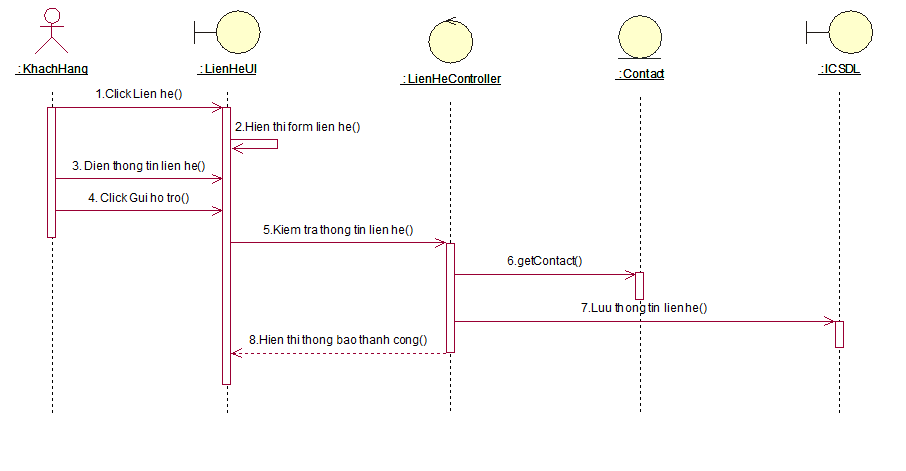 : KhachHang
: LienHeUI
: LienHeController
: Contact
: ICSDL
1.Click Lien he()
2.Hien thi form lien he()
3. Dien thong tin lien he()
4. Click Gui ho tro()
5.Kiem tra thong tin lien he()
6.getContact()
7.Luu thong tin lien he()
8.Hien thi thong bao thanh cong()